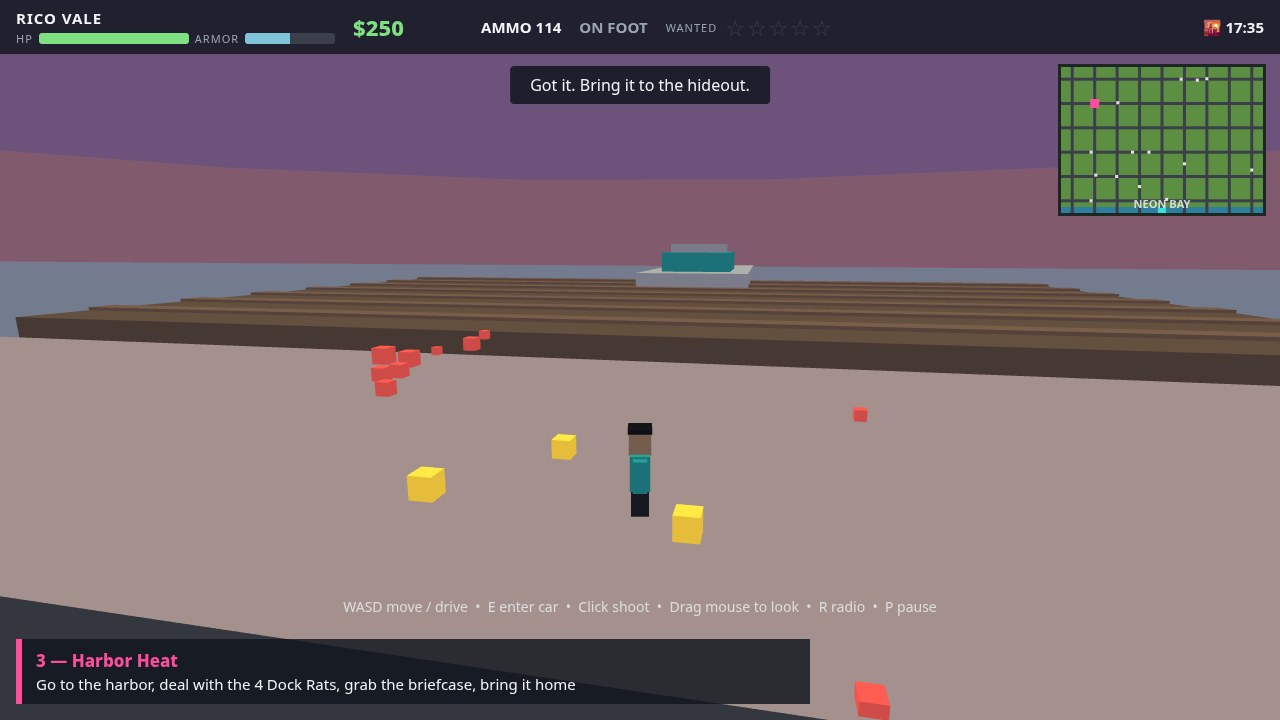 RICO VALE
HP ARMOR
$250
AMMO 114 ON FOOT WANTED
17:35
Got it. Bring it to the hideout.
NEON BAY
WASD move / drive • E enter car • Click shoot • Drag mouse to look • R radio • P pause
3 — Harbor Heat
Go to the harbor, deal with the 4 Dock Rats, grab the briefcase, bring it home